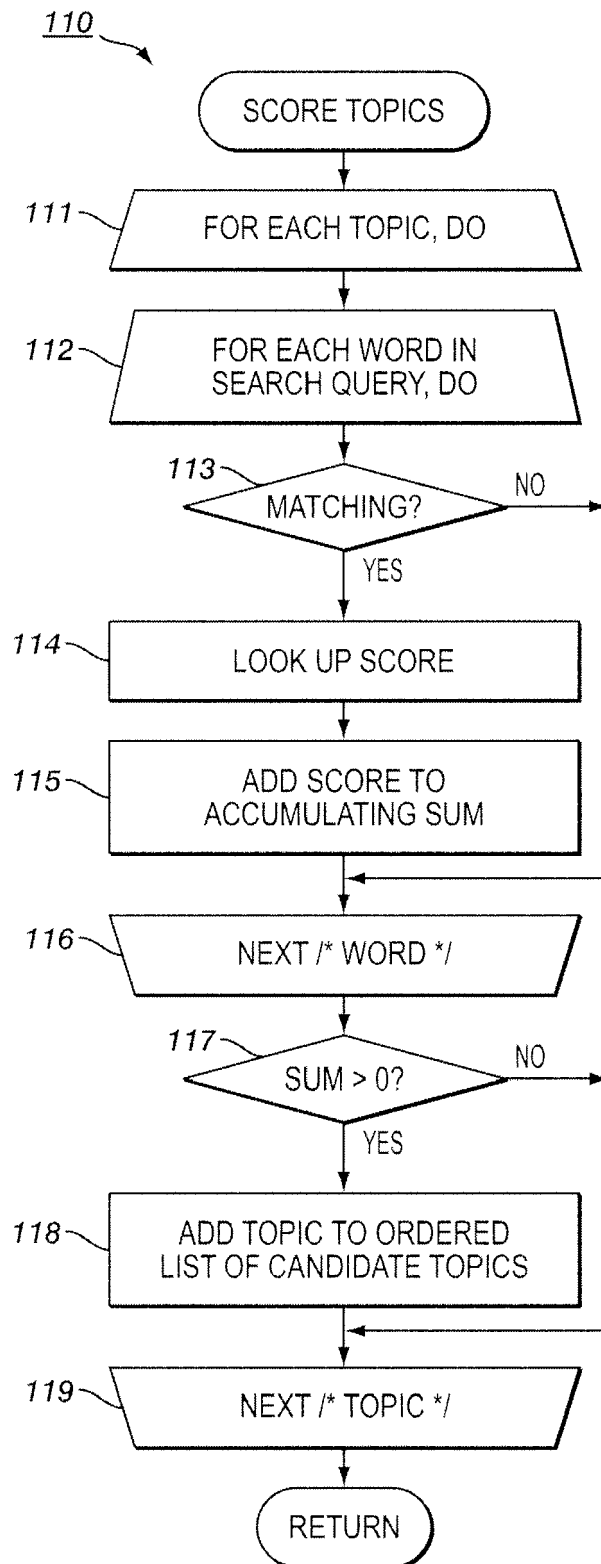 110
SCORE TOPICS
111
FOR EACH TOPIC, DO
112
FOR EACH WORD IN
SEARCH QUERY, DO
113
MATCHING?
NO
YES
114
LOOK UP SCORE
115
ADD SCORE TO
ACCUMULATING SUM
116
NEXT /* WORD */
117
SUM > 0?
NO
YES
118
ADD TOPIC TO ORDERED
LIST OF CANDIDATE TOPICS
119
NEXT /* TOPIC */
RETURN